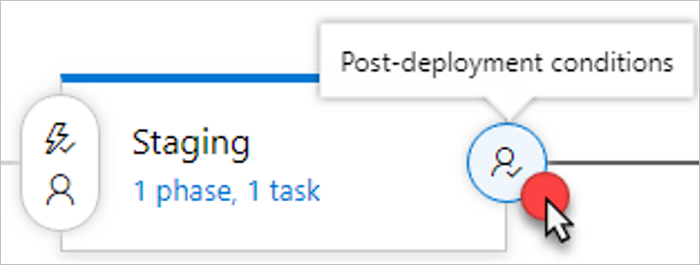 Post-deployment conditions
Staging
1 phase, 1 task